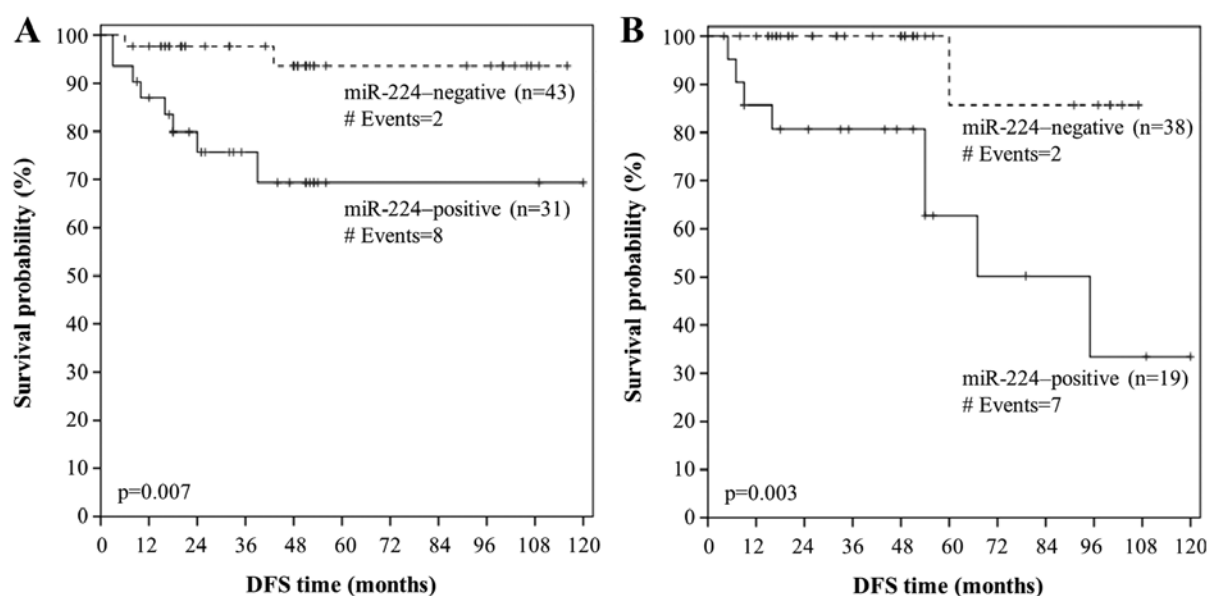 A
Survival probability (%)
100
90
80
70
60
50
40
30
20
10
0
miR-224–negative (n=43)
# Events=2
miR-224–positive (n=31)
# Events=8
p=0.007
0 12 24 36 48 60 72 84 96 108 120
DFS time (months)
B
Survival probability (%)
100
90
80
70
60
50
40
30
20
10
0
miR-224–negative (n=38)
# Events=2
miR-224–positive (n=19)
# Events=7
p=0.003
0 12 24 36 48 60 72 84 96 108 120
DFS time (months)